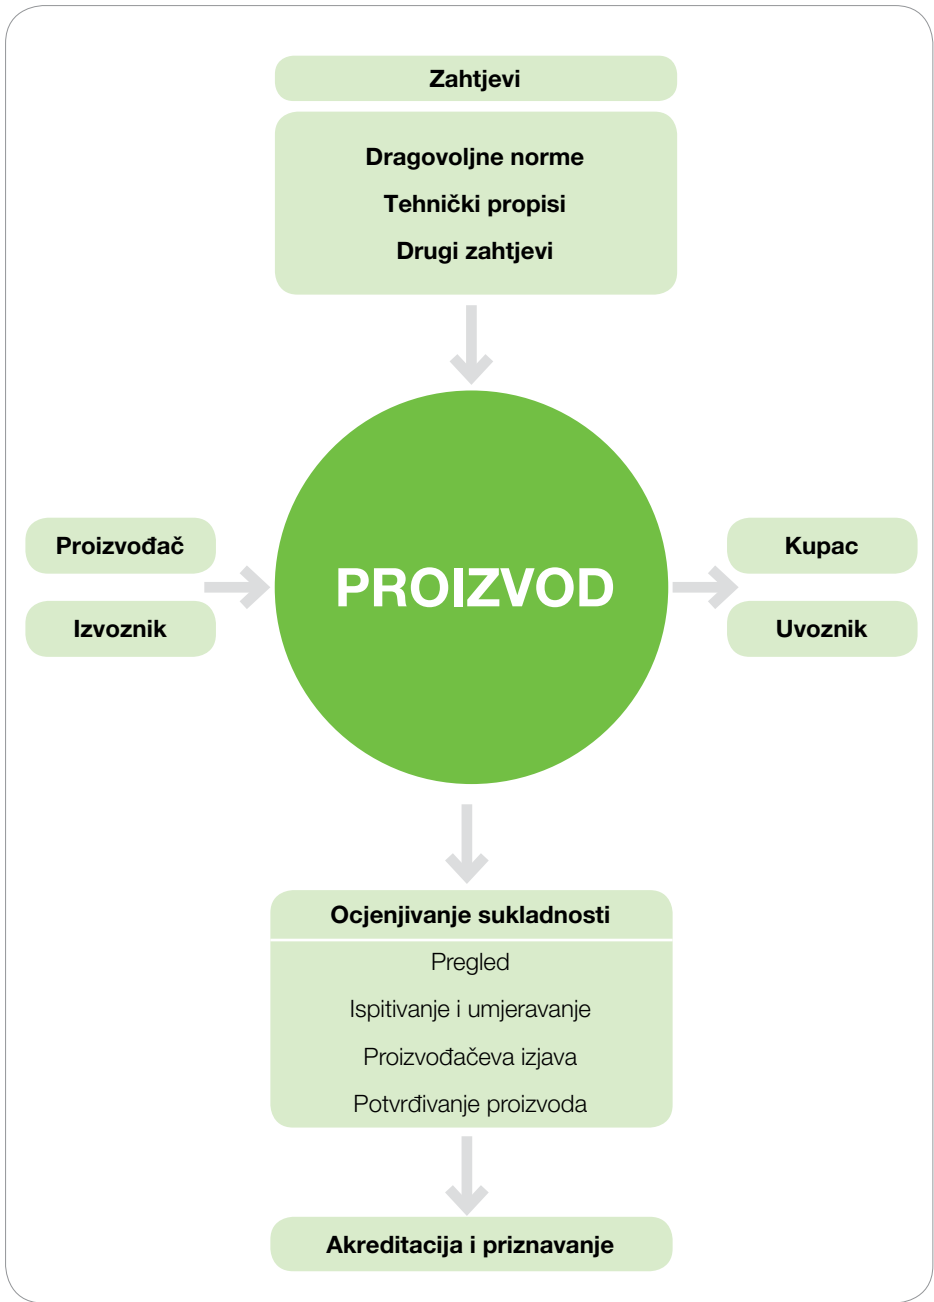 Zahtjevi
Dragovoljne norme
Tehnički propisi
Drugi zahtjevi
Proizvođač
Izvoznik
PROIZVOD
Kupac
Uvoznik
Ocjenjivanje sukladnosti
Pregled
Ispitivanje i umjeravanje
Proizvođačeva izjava
Potvrđivanje proizvoda
Akreditacija i priznavanje